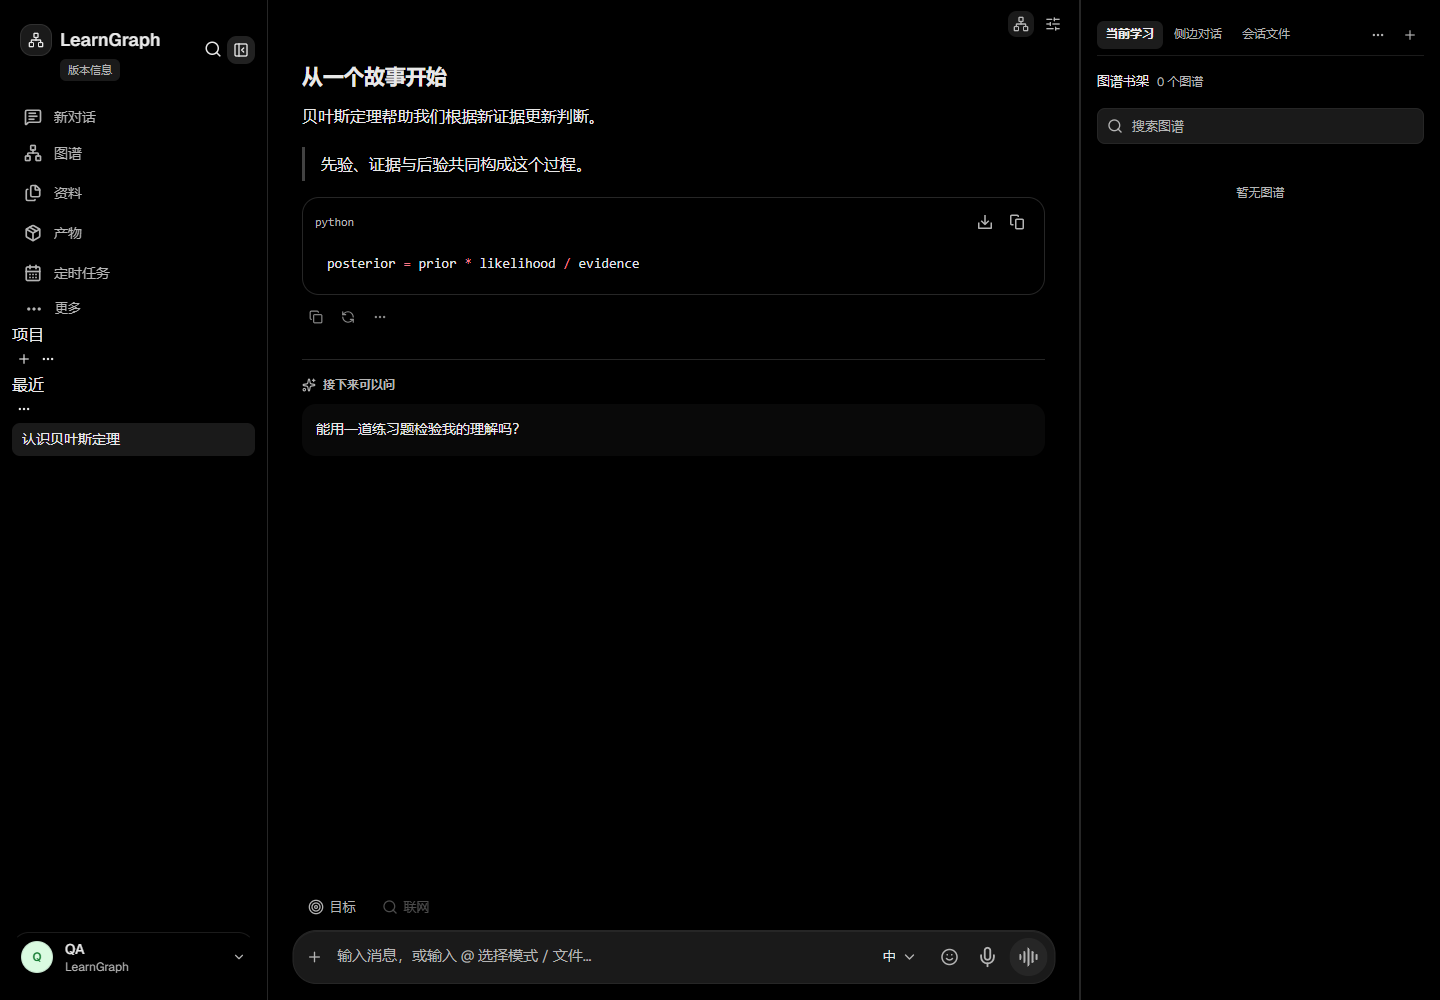 LearnGraph
版本信息
新对话
图谱
资料
产物
定时任务
更多
项目
最近
认识贝叶斯定理
Q
QA
LearnGraph
从一个故事开始
贝叶斯定理帮助我们根据新证据更新判断。
先验、证据与后验共同构成这个过程。
python
posterior = prior * likelihood / evidence
接下来可以问
能用一道练习题检验我的理解吗?
目标
联网
输入消息，或输入 @ 选择模式 / 文件...
中
当前学习
侧边对话
会话文件
图谱书架 0 个图谱
搜索图谱
暂无图谱